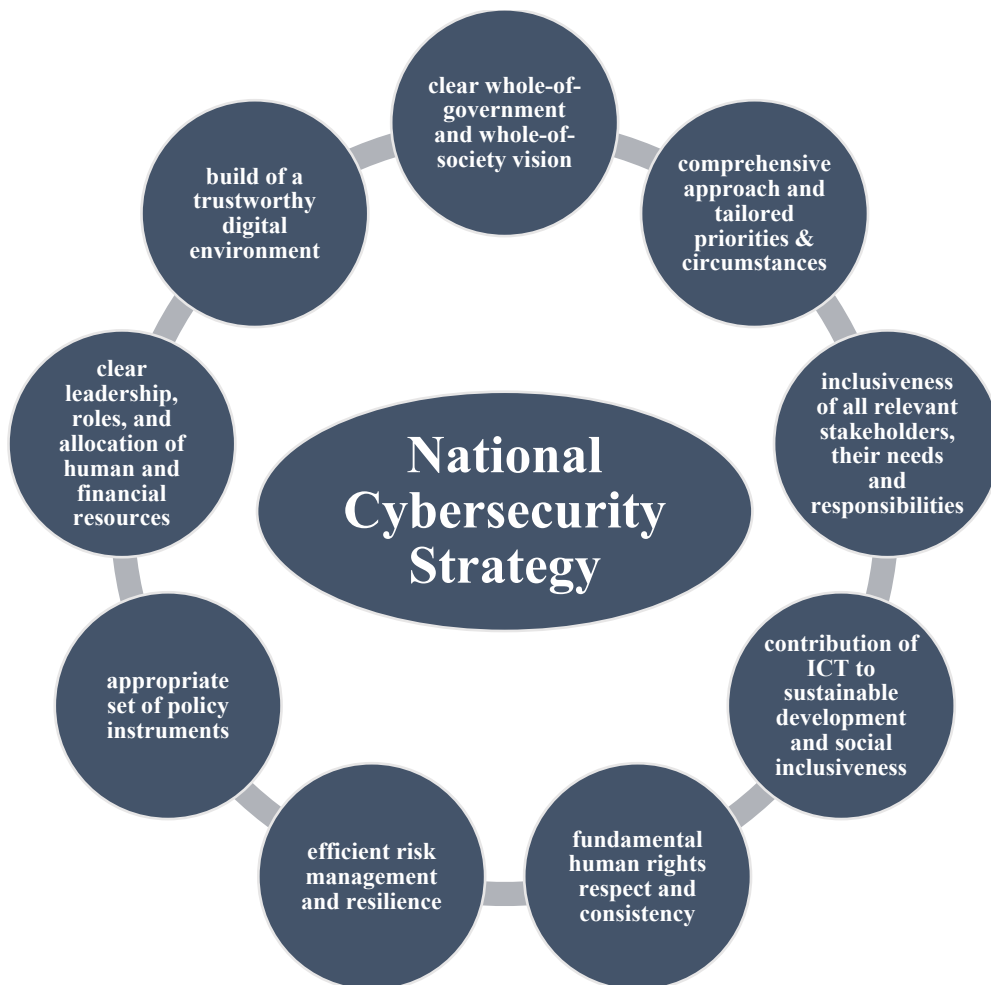 clear whole-of-
government
and whole-of-
society vision
comprehensive
approach and
tailored
priorities &
circumstances
inclusiveness
of all relevant
stakeholders,
their needs
and
responsibilities
contribution of
ICT to
sustainable
development
and social
inclusiveness
fundamental
human rights
respect and
consistency
efficient risk
management
and resilience
appropriate
set of policy
instruments
clear
leadership,
roles, and
allocation of
human and
financial
resources
build of a
trustworthy
digital
environment
National
Cybersecurity
Strategy